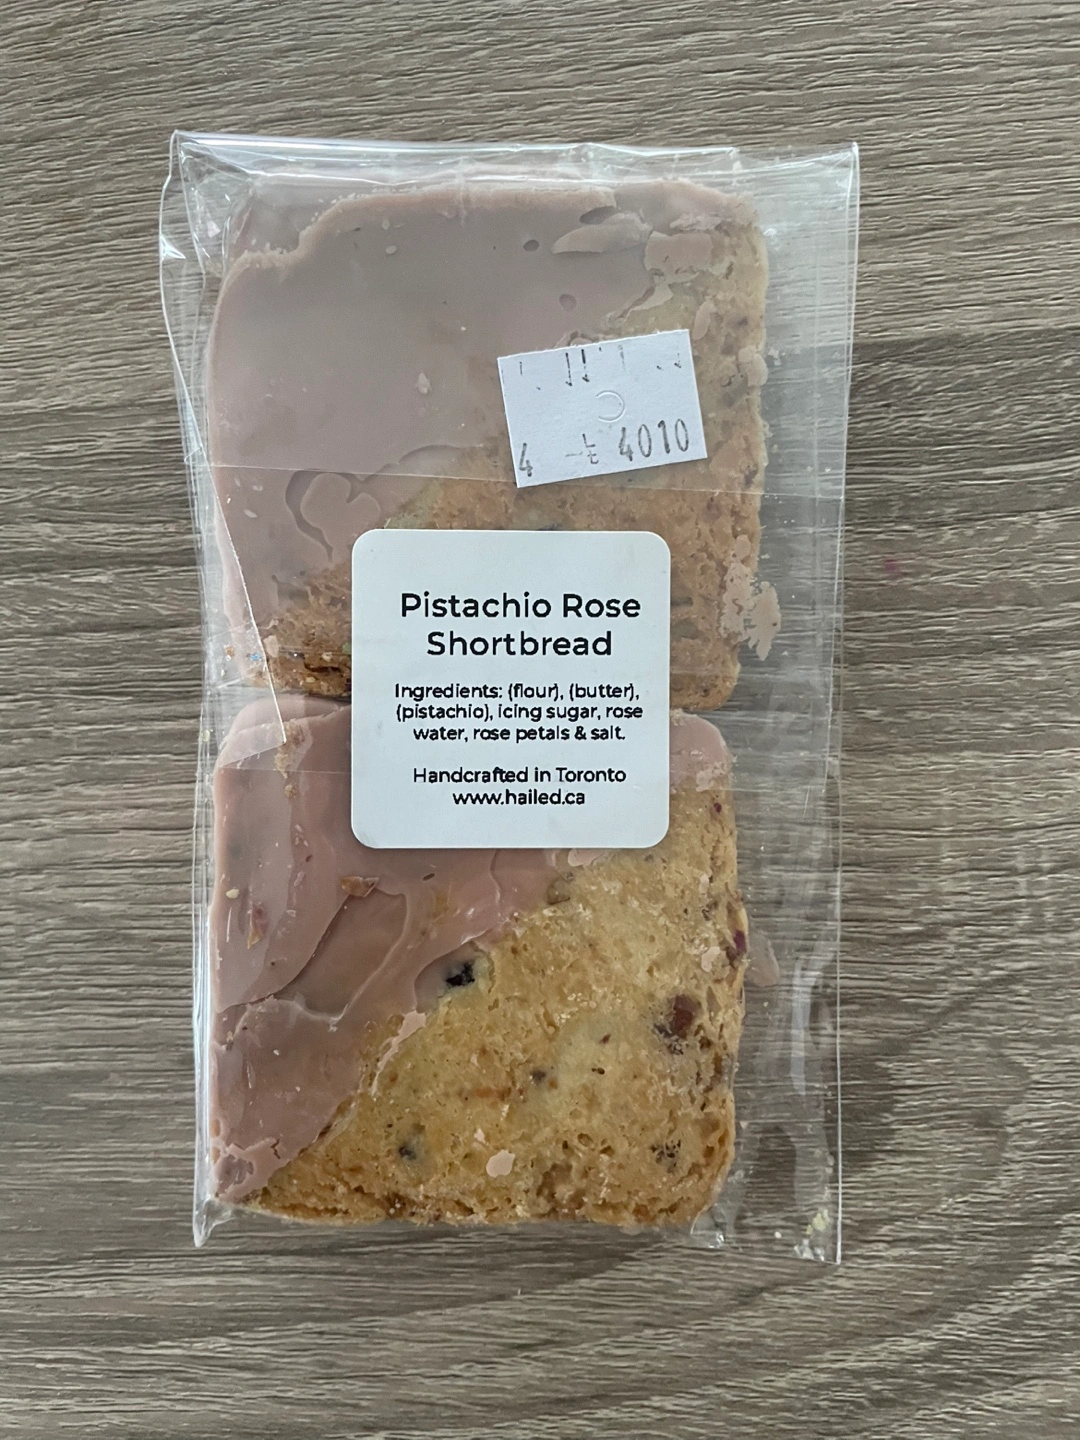 4 4010
Pistachio Rose
Shortbread
Ingredients: (flour), (butter),
(pistachio), icing sugar, rose
water, rose petals & salt.
Handcrafted in Toronto
www.hailed.ca